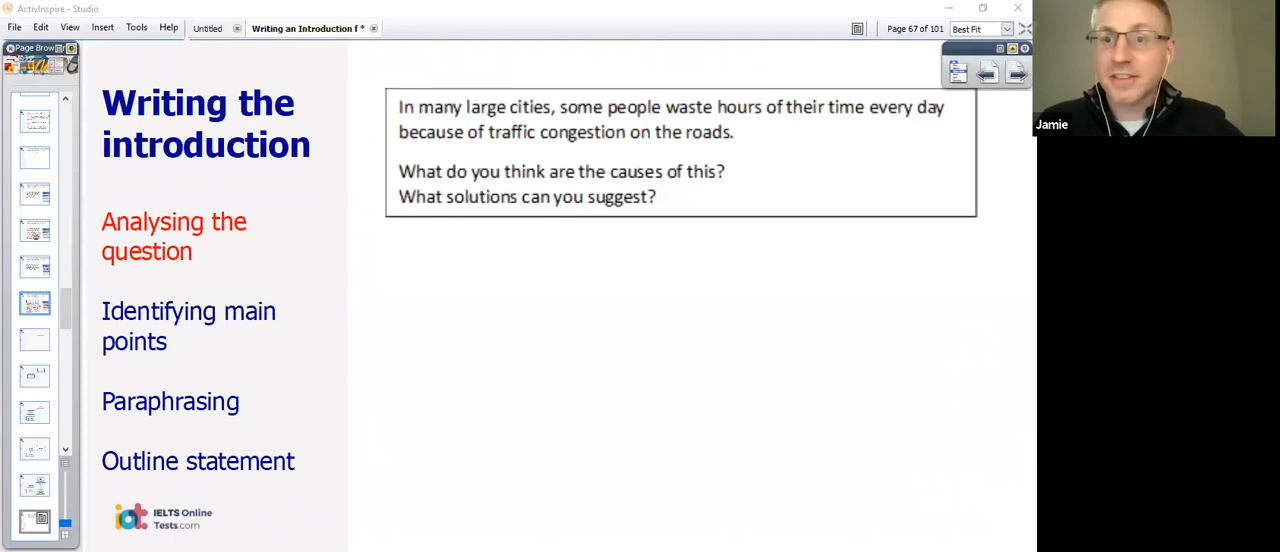 ActivInspire - Studio
File Edit View Insert Tools Help Untitled Writing an Introduction f * Page 67 of 101 Best Fit
Page Brow
Writing the
introduction
Analysing the
question
Identifying main
points
Paraphrasing
Outline statement
iot IELTS Online
Tests.com
In many large cities, some people waste hours of their time every day
because of traffic congestion on the roads.
What do you think are the causes of this?
What solutions can you suggest?
Jamie